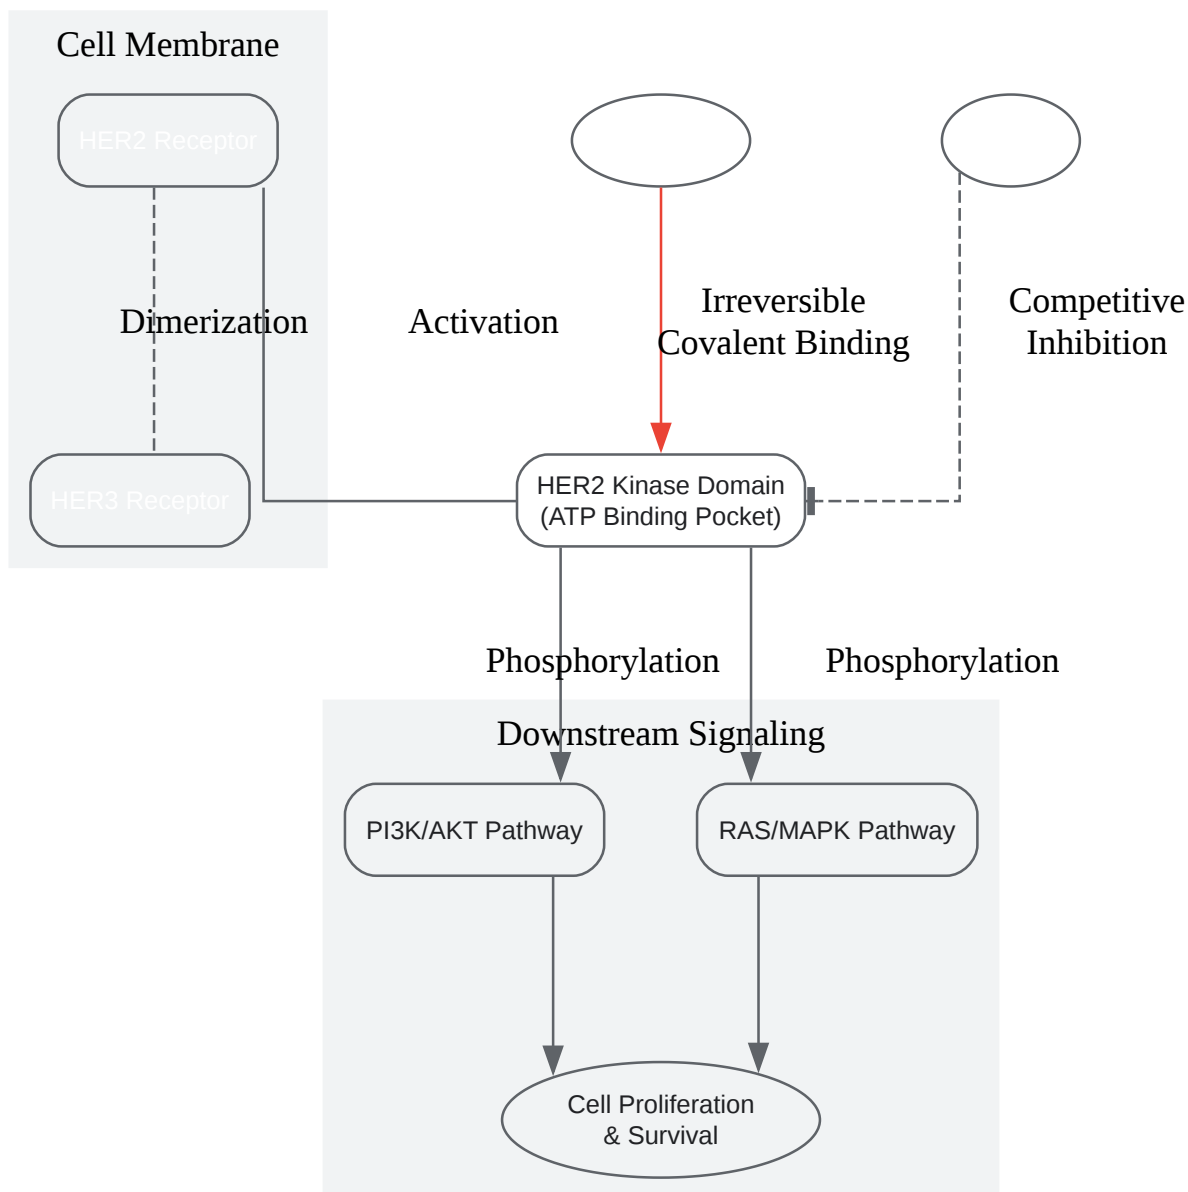 Cell Membrane
HER2 Receptor
Dimerization
Activation
Irreversible
Covalent Binding
Competitive
Inhibition
HER3 Receptor
HER2 Kinase Domain
(ATP Binding Pocket)
Phosphorylation
Phosphorylation
Downstream Signaling
PI3K/AKT Pathway
RAS/MAPK Pathway
Cell Proliferation
& Survival